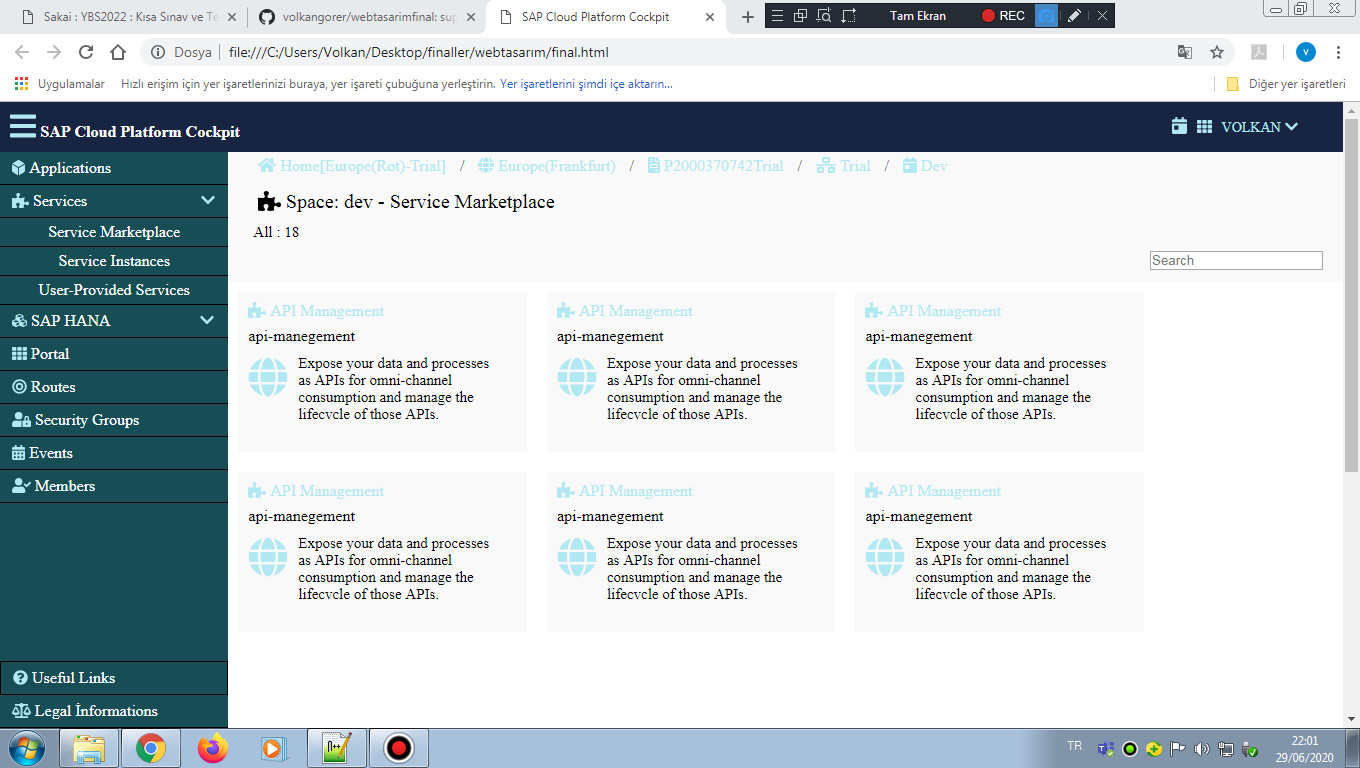 Sakai : YBS2022 : Kısa Sınav ve Te
volkangorer/webtasarimfinal: sup
SAP Cloud Platform Cockpit
Tam Ekran
REC
Dosya
file:///C:/Users/Volkan/Desktop/finaller/webtasarım/final.html
V
Uygulamalar
Hızlı erişim için yer işaretlerinizi buraya, yer işareti çubuğuna yerleştirin. Yer işaretlerini şimdi içe aktarın...
Diğer yer işaretleri
SAP Cloud Platform Cockpit
VOLKAN
Applications
Services
Service Marketplace
Service Instances
User-Provided Services
SAP HANA
Portal
Routes
Security Groups
Events
Members
Useful Links
Legal İnformations
Home[Europe(Rot)-Trial] / Europe(Frankfurt) / P2000370742Trial / Trial / Dev
Space: dev - Service Marketplace
All : 18
Search
API Management
api-manegement
Expose your data and processes
as APIs for omni-channel
consumption and manage the
lifecycle of those APIs.
API Management
api-manegement
Expose your data and processes
as APIs for omni-channel
consumption and manage the
lifecycle of those APIs.
API Management
api-manegement
Expose your data and processes
as APIs for omni-channel
consumption and manage the
lifecycle of those APIs.
API Management
api-manegement
Expose your data and processes
as APIs for omni-channel
consumption and manage the
lifecycle of those APIs.
API Management
api-manegement
Expose your data and processes
as APIs for omni-channel
consumption and manage the
lifecycle of those APIs.
API Management
api-manegement
Expose your data and processes
as APIs for omni-channel
consumption and manage the
lifecycle of those APIs.
TR
22:01
29/06/2020